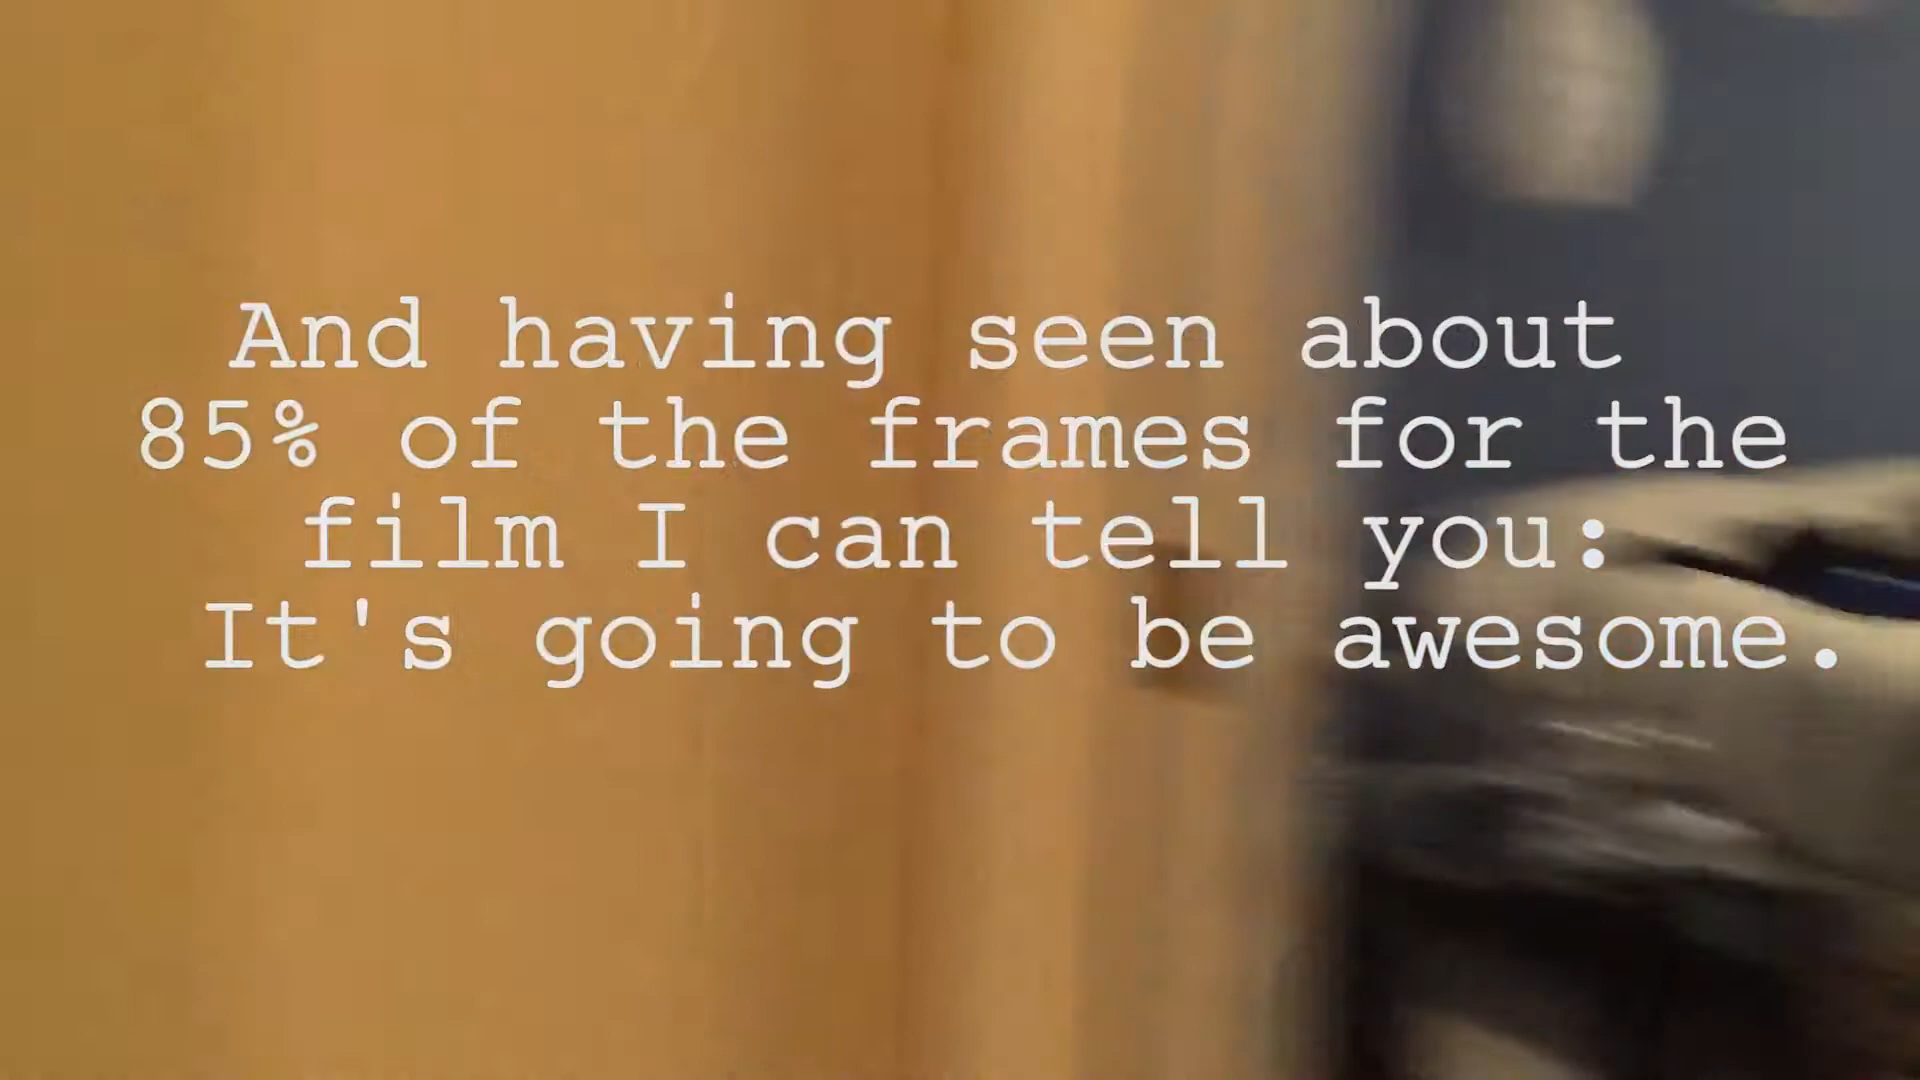 And having seen about
85% of the frames for the
film I can tell you:
It's going to be awesome.